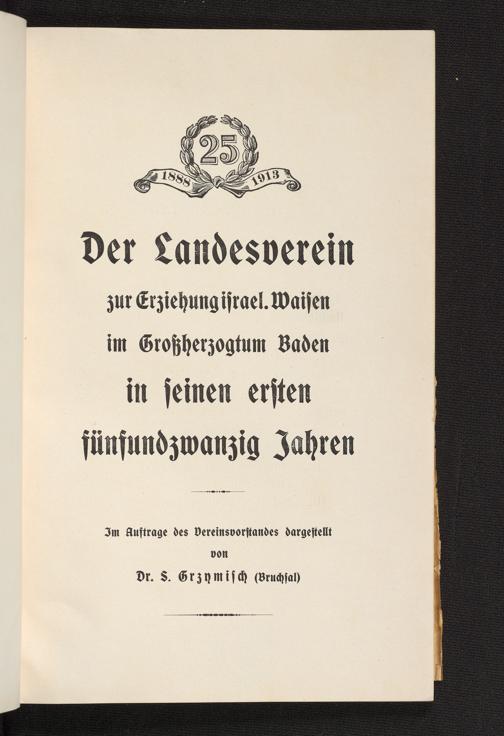 25
1888 1913
Der Landesverein
zur Erziehung israel. Waisen
im Großherzogtum Baden
in seinen ersten
fünfundzwanzig Jahren
Im Auftrage des Vereinsvorstandes dargestellt
von
Dr. S. Grzymisch (Bruchsal)